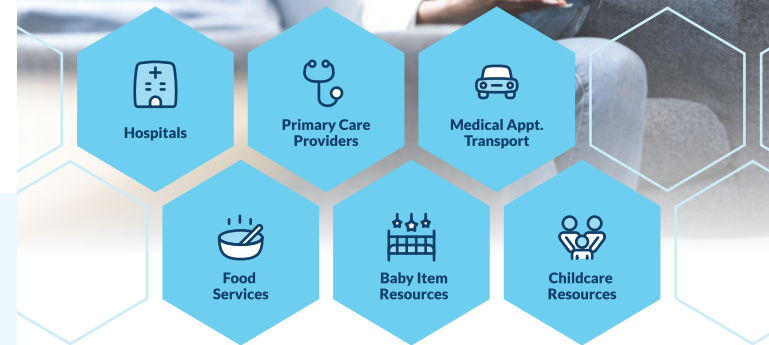 Hospitals
Primary Care
Providers
Medical Appt.
Transport
Food
Services
Baby Item
Resources
Childcare
Resources